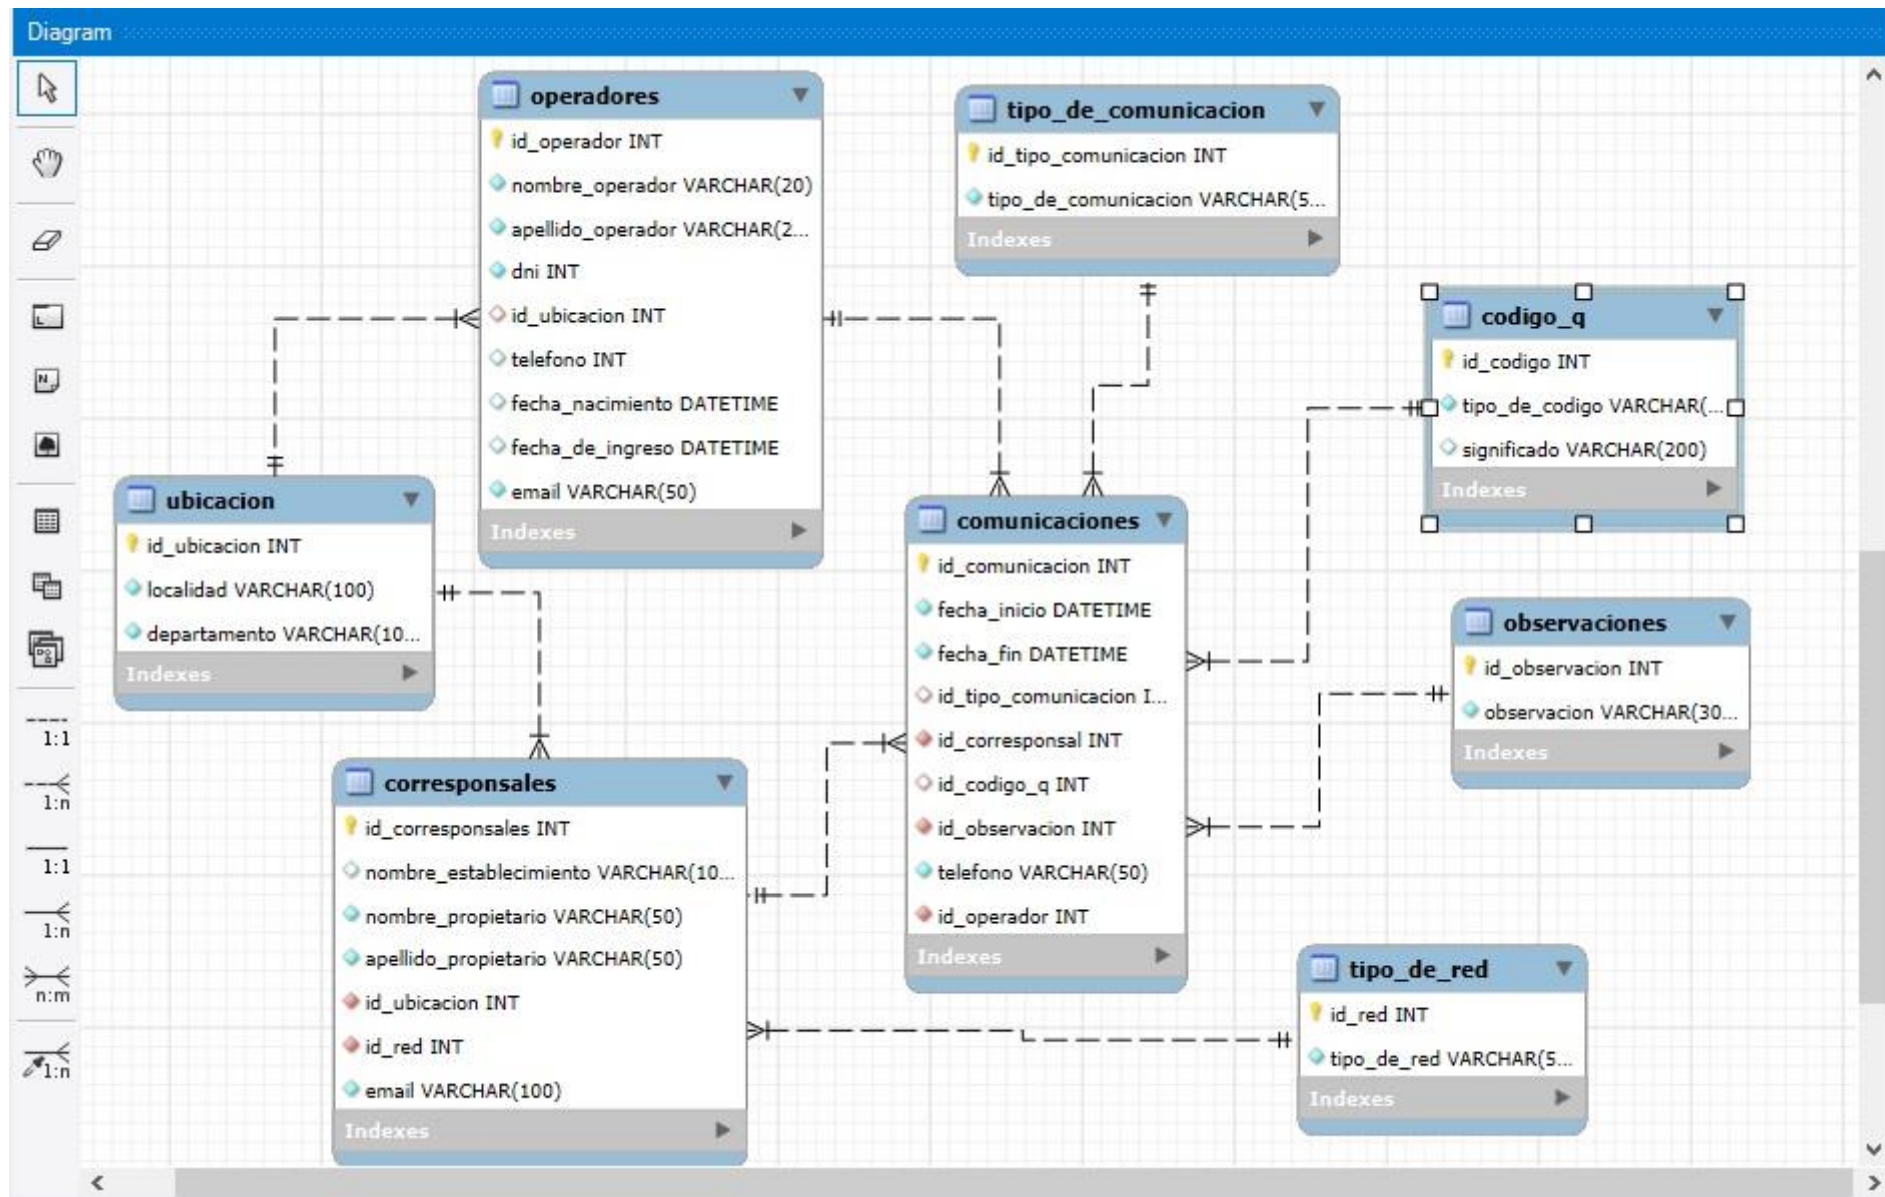 Diagram
operadores
id_operador INT
nombre_operador VARCHAR(20)
apellido_operador VARCHAR(2...
dni INT
id_ubicacion INT
telefono INT
fecha_nacimiento DATETIME
fecha_de_ingreso DATETIME
email VARCHAR(50)
Indexes
tipo_de_comunicacion
id_tipo_comunicacion INT
tipo_de_comunicacion VARCHAR(5...
Indexes
codigo_q
id_codigo INT
tipo_de_codigo VARCHAR(...
significado VARCHAR(200)
Indexes
ubicacion
id_ubicacion INT
localidad VARCHAR(100)
departamento VARCHAR(10...
Indexes
comunicaciones
id_comunicacion INT
fecha_inicio DATETIME
fecha_fin DATETIME
id_tipo_comunicacion I...
id_corresponsal INT
id_codigo_q INT
id_observacion INT
telefono VARCHAR(50)
id_operador INT
Indexes
observaciones
id_observacion INT
observacion VARCHAR(30...
Indexes
corresponsales
id_corresponsales INT
nombre_establecimiento VARCHAR(10...
nombre_propietario VARCHAR(50)
apellido_propietario VARCHAR(50)
id_ubicacion INT
id_red INT
email VARCHAR(100)
Indexes
tipo_de_red
id_red INT
tipo_de_red VARCHAR(5...
Indexes
1:1
1:n
1:1
1:n
n:m
1:n